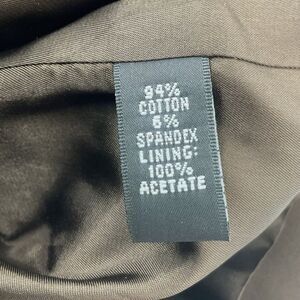 94%
COTTON
6%
SPANDEX
LINING:
100%
ACETATE